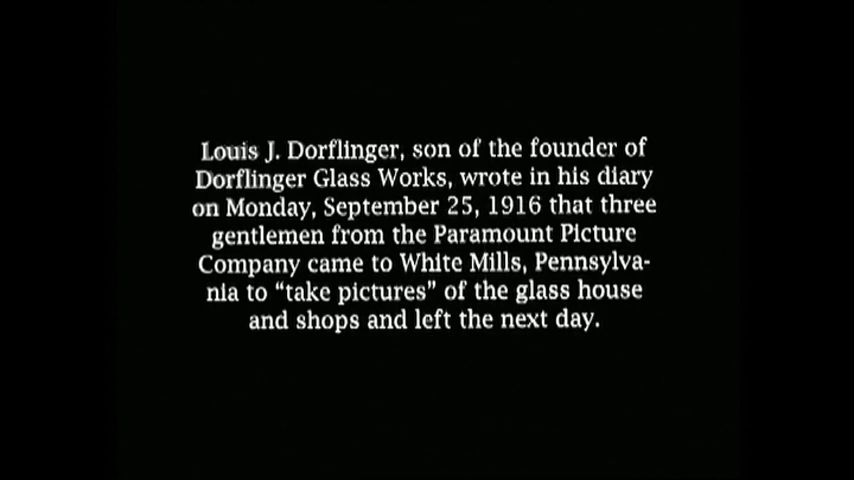 Louis J. Dorflinger, son of the founder of
Dorflinger Glass Works, wrote in his diary
on Monday, September 25, 1916 that three
gentlemen from the Paramount Picture
Company came to White Mills, Pennsylva-
nia to “take pictures” of the glass house
and shops and left the next day.